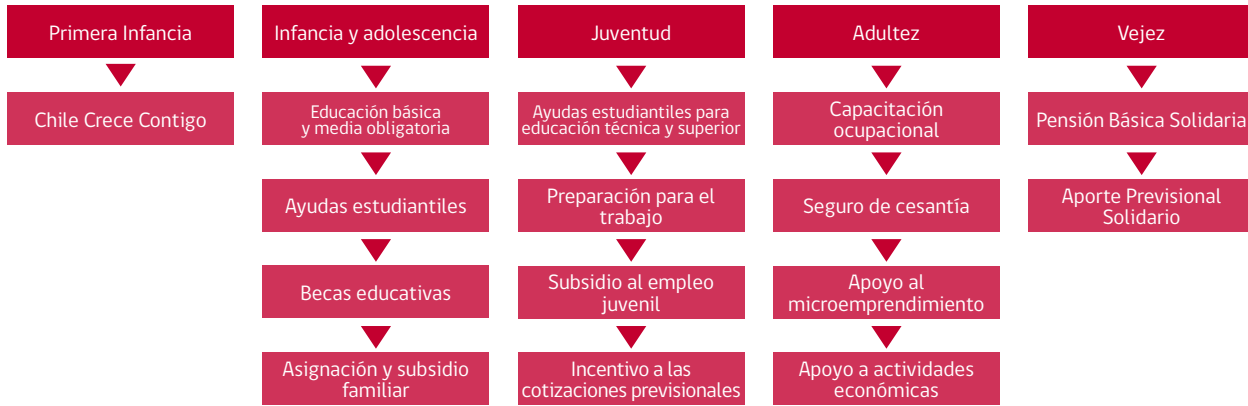 Primera Infancia
Chile Crece Contigo
Infancia y adolescencia
Educación básica
y media obligatoria
Ayudas estudiantiles
Becas educativas
Asignación y subsidio
familiar
Juventud
Ayudas estudiantiles para
educación técnica y superior
Preparación para el
trabajo
Subsidio al empleo
juvenil
Incentivo a las
cotizaciones previsionales
Adultez
Capacitación
ocupacional
Seguro de cesantía
Apoyo al
microemprendimiento
Apoyo a actividades
económicas
Vejez
Pensión Básica Solidaria
Aporte Previsional
Solidario